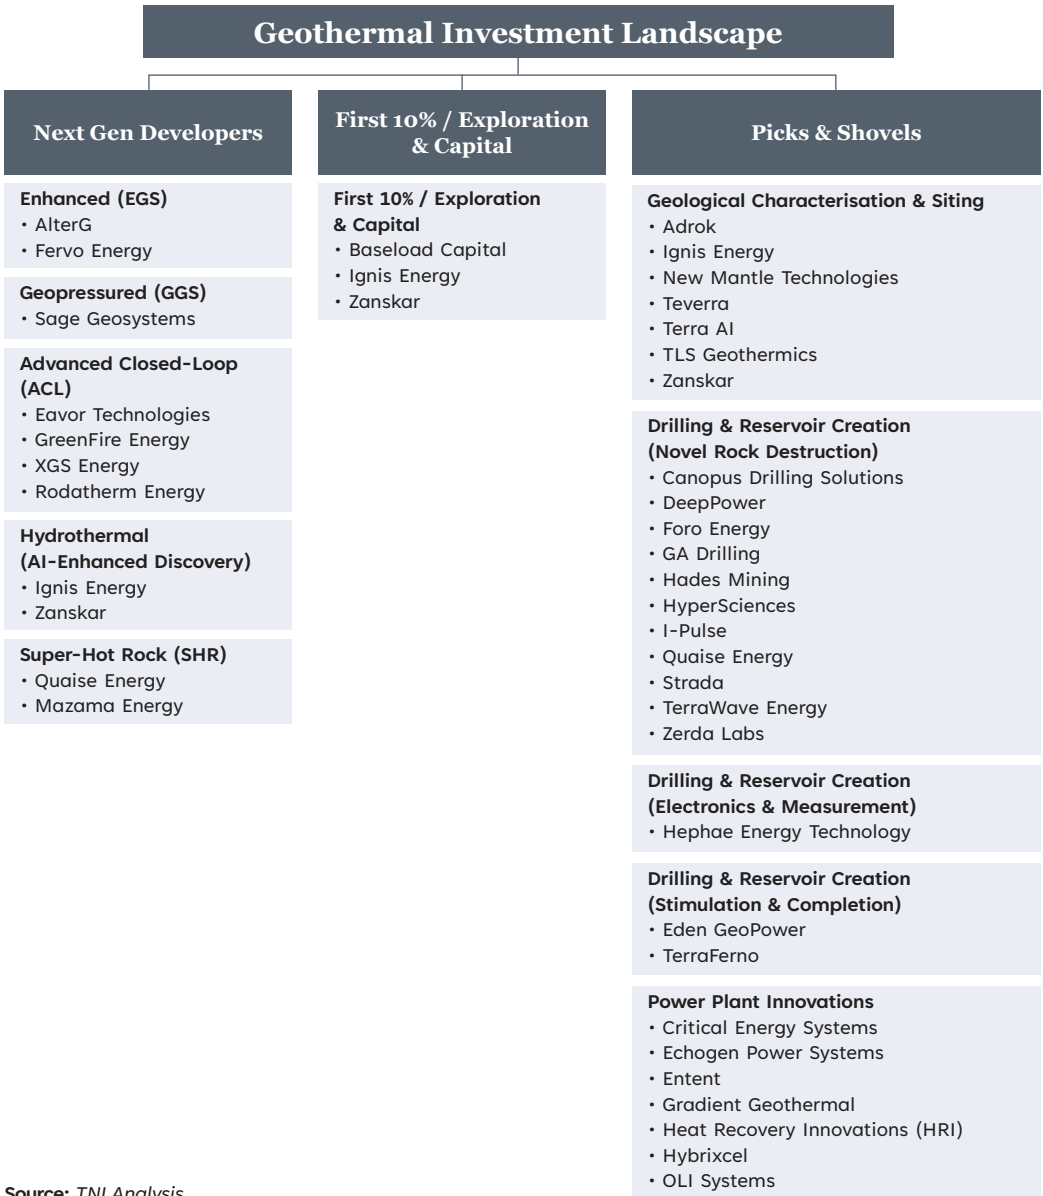 Geothermal Investment Landscape
Next Gen Developers
Enhanced (EGS)
• AlterG
• Fervo Energy
Geopressured (GGS)
• Sage Geosystems
Advanced Closed-Loop
(ACL)
• Eavor Technologies
• GreenFire Energy
• XGS Energy
• Rodatherm Energy
Hydrothermal
(AI-Enhanced Discovery)
• Ignis Energy
• Zanskar
Super-Hot Rock (SHR)
• Quaise Energy
• Mazama Energy
First 10% / Exploration
& Capital
First 10% / Exploration
& Capital
• Baseload Capital
• Ignis Energy
• Zanskar
Picks & Shovels
Geological Characterisation & Siting
• Adrok
• Ignis Energy
• New Mantle Technologies
• Teverra
• Terra AI
• TLS Geothermics
• Zanskar
Drilling & Reservoir Creation
(Novel Rock Destruction)
• Canopus Drilling Solutions
• DeepPower
• Foro Energy
• GA Drilling
• Hades Mining
• HyperSciences
• I-Pulse
• Quaise Energy
• Strada
• TerraWave Energy
• Zerda Labs
Drilling & Reservoir Creation
(Electronics & Measurement)
• Hephae Energy Technology
Drilling & Reservoir Creation
(Stimulation & Completion)
• Eden GeoPower
• TerraFerno
Power Plant Innovations
• Critical Energy Systems
• Echogen Power Systems
• Entent
• Gradient Geothermal
• Heat Recovery Innovations (HRI)
• Hybrixcel
• OLI Systems
Source: TNI Analysis